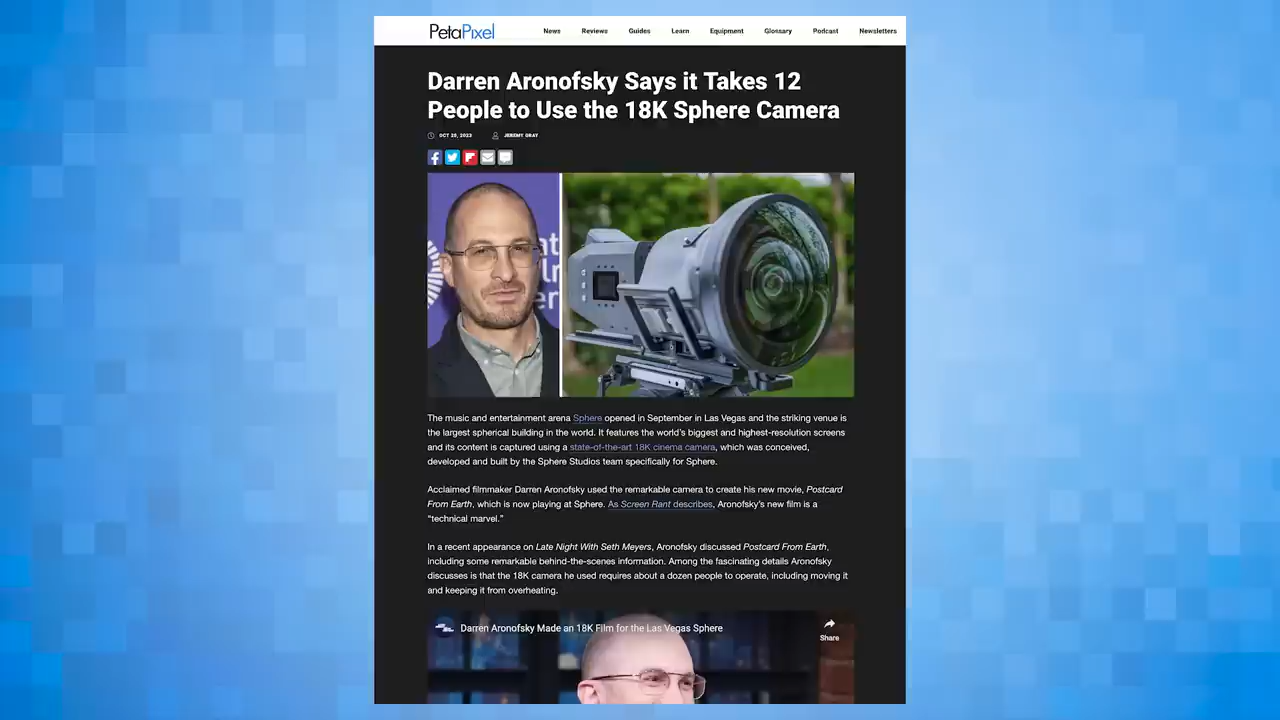 PetaPixel
News Reviews Guides Learn Equipment Glossary Podcast Newsletters
Darren Aronofsky Says it Takes 12
People to Use the 18K Sphere Camera
OCT 20, 2023 JEREMY GRAY
The music and entertainment arena Sphere opened in September in Las Vegas and the striking venue is
the largest spherical building in the world. It features the world's biggest and highest-resolution screens
and its content is captured using a state-of-the-art 18K cinema camera, which was conceived,
developed and built by the Sphere Studios team specifically for Sphere.
Acclaimed filmmaker Darren Aronofsky used the remarkable camera to create his new movie, Postcard
From Earth, which is now playing at Sphere. As Screen Rant describes, Aronofsky's new film is a
“technical marvel.”
In a recent appearance on Late Night With Seth Meyers, Aronofsky discussed Postcard From Earth,
including some remarkable behind-the-scenes information. Among the fascinating details Aronofsky
discusses is that the 18K camera he used requires about a dozen people to operate, including moving it
and keeping it from overheating.
Darren Aronofsky Made an 18K Film for the Las Vegas Sphere
Share